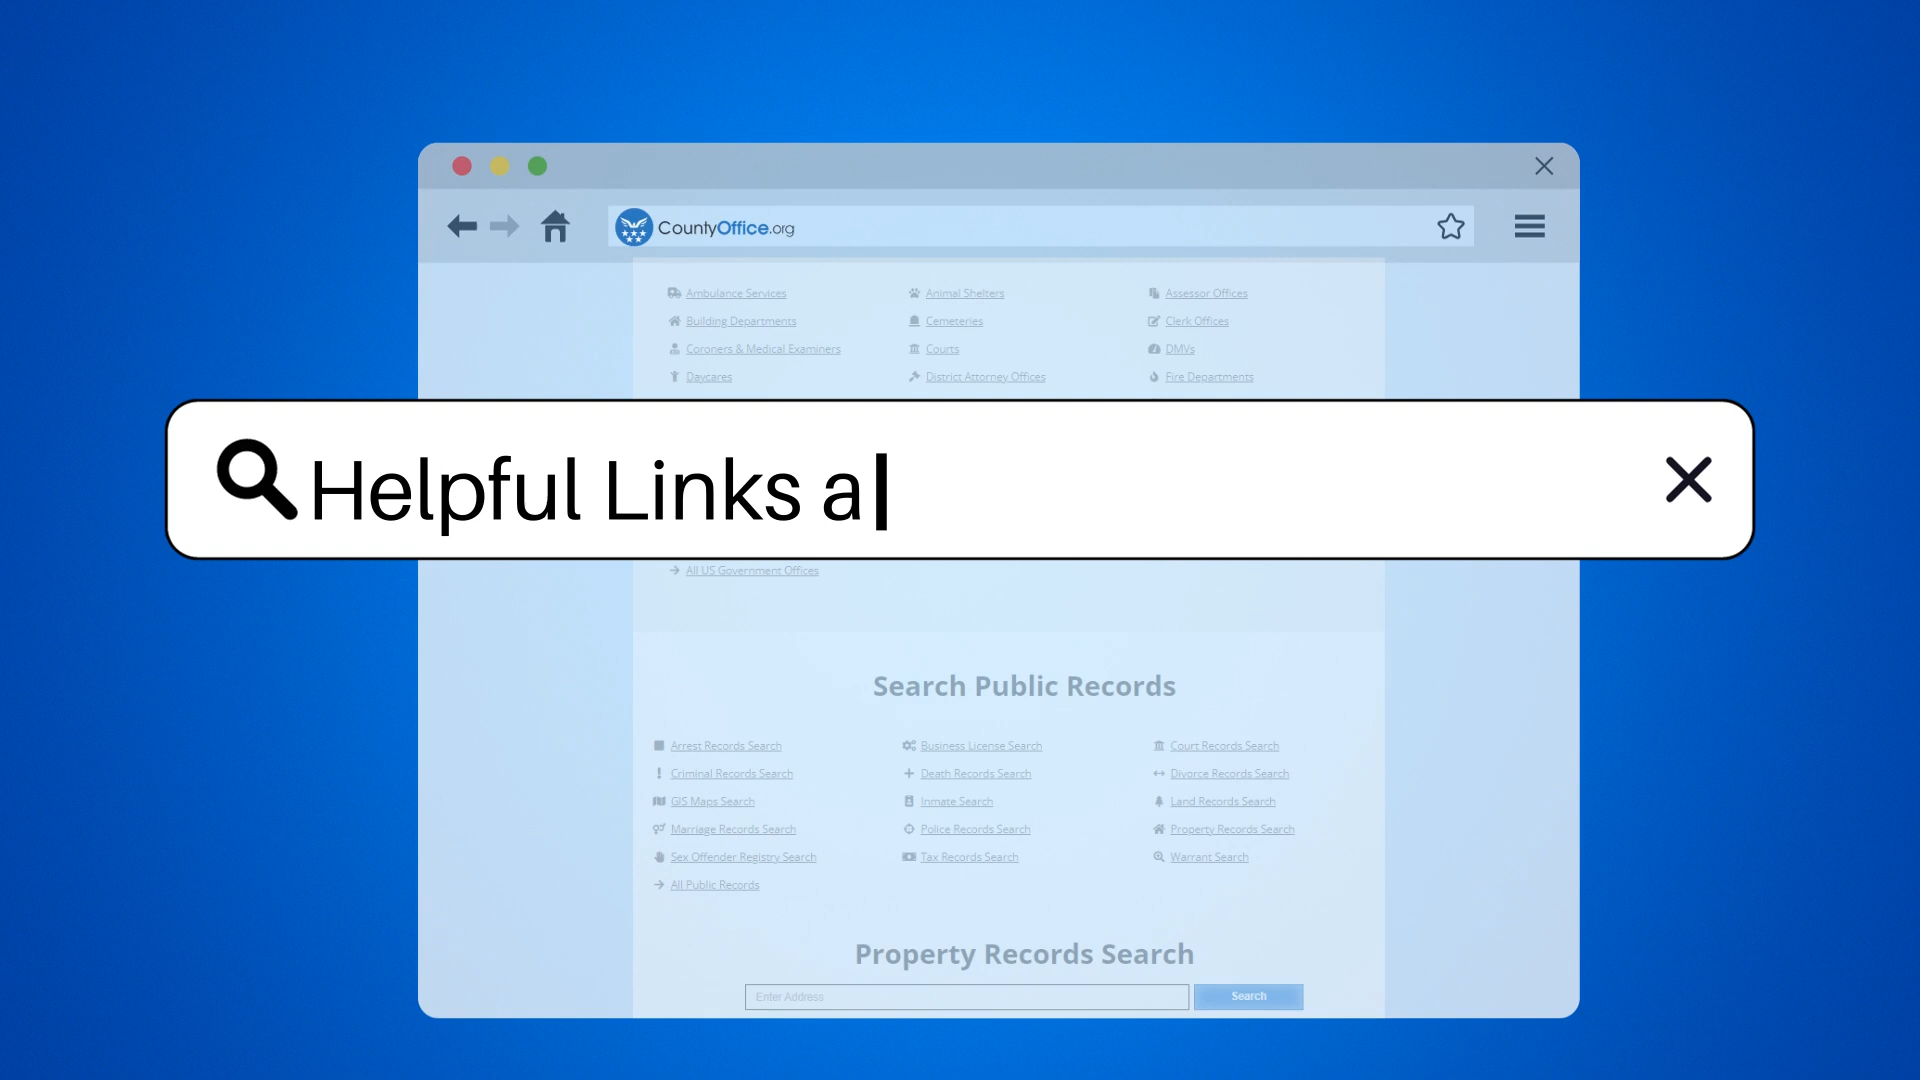 CountyOffice.org
Ambulance Services Animal Shelters Assessor Offices
Building Departments Cemeteries Clerk Offices
Coroners & Medical Examiners Courts DMVs
Daycares District Attorney Offices Fire Departments
Helpful Links a
All US Government Offices
Search Public Records
Arrest Records Search Business License Search Court Records Search
Criminal Records Search Death Records Search Divorce Records Search
GIS Maps Search Inmate Search Land Records Search
Marriage Records Search Police Records Search Property Records Search
Sex Offender Registry Search Tax Records Search Warrant Search
All Public Records
Property Records Search
Enter Address Search